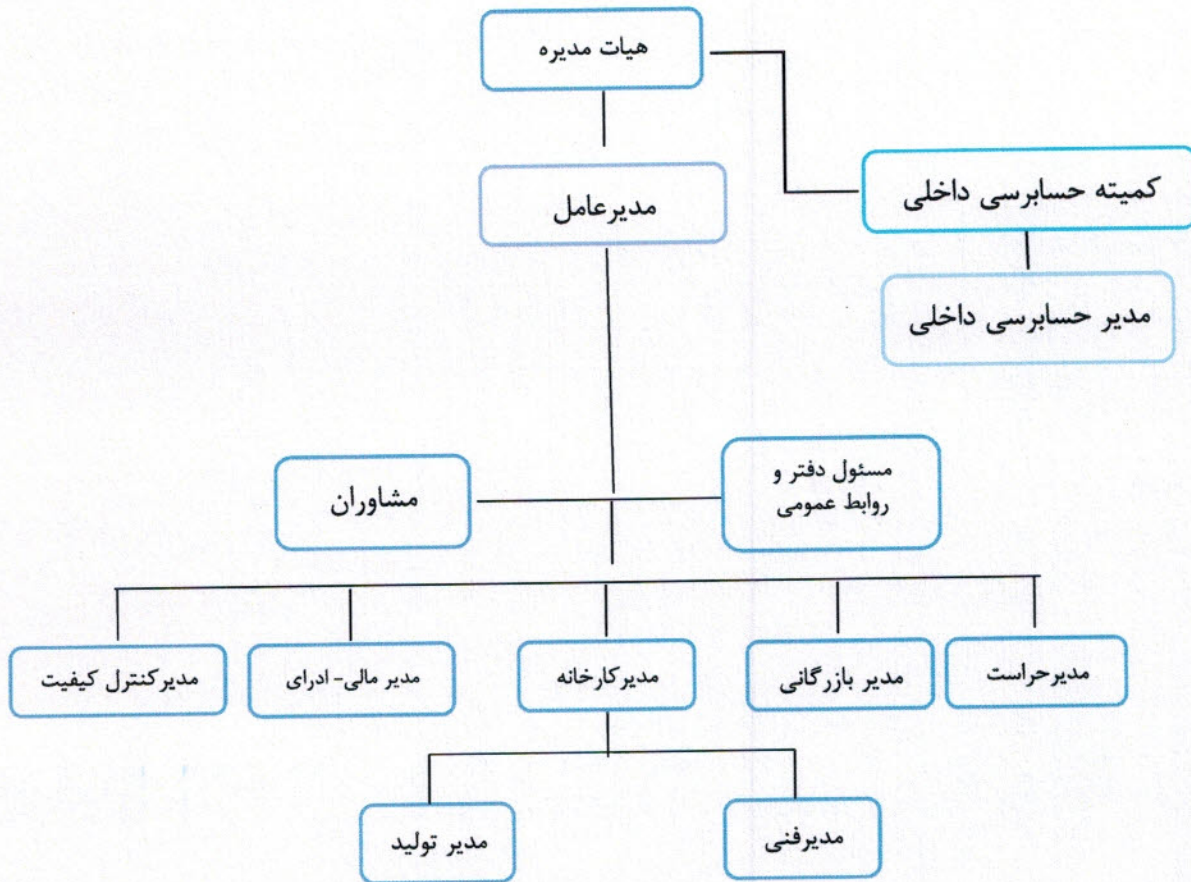 هیات مدیره
کمیته حسابرسی داخلی
مدیرعامل
مدیر حسابرسی داخلی
مسئول دفتر و
روابط عمومی
مشاوران
مدیرحراست
مدیر بازرگانی
مدیرکارخانه
مدیر مالی- ادرای
مدیرکنترل کیفیت
مدیرفنی
مدیر تولید